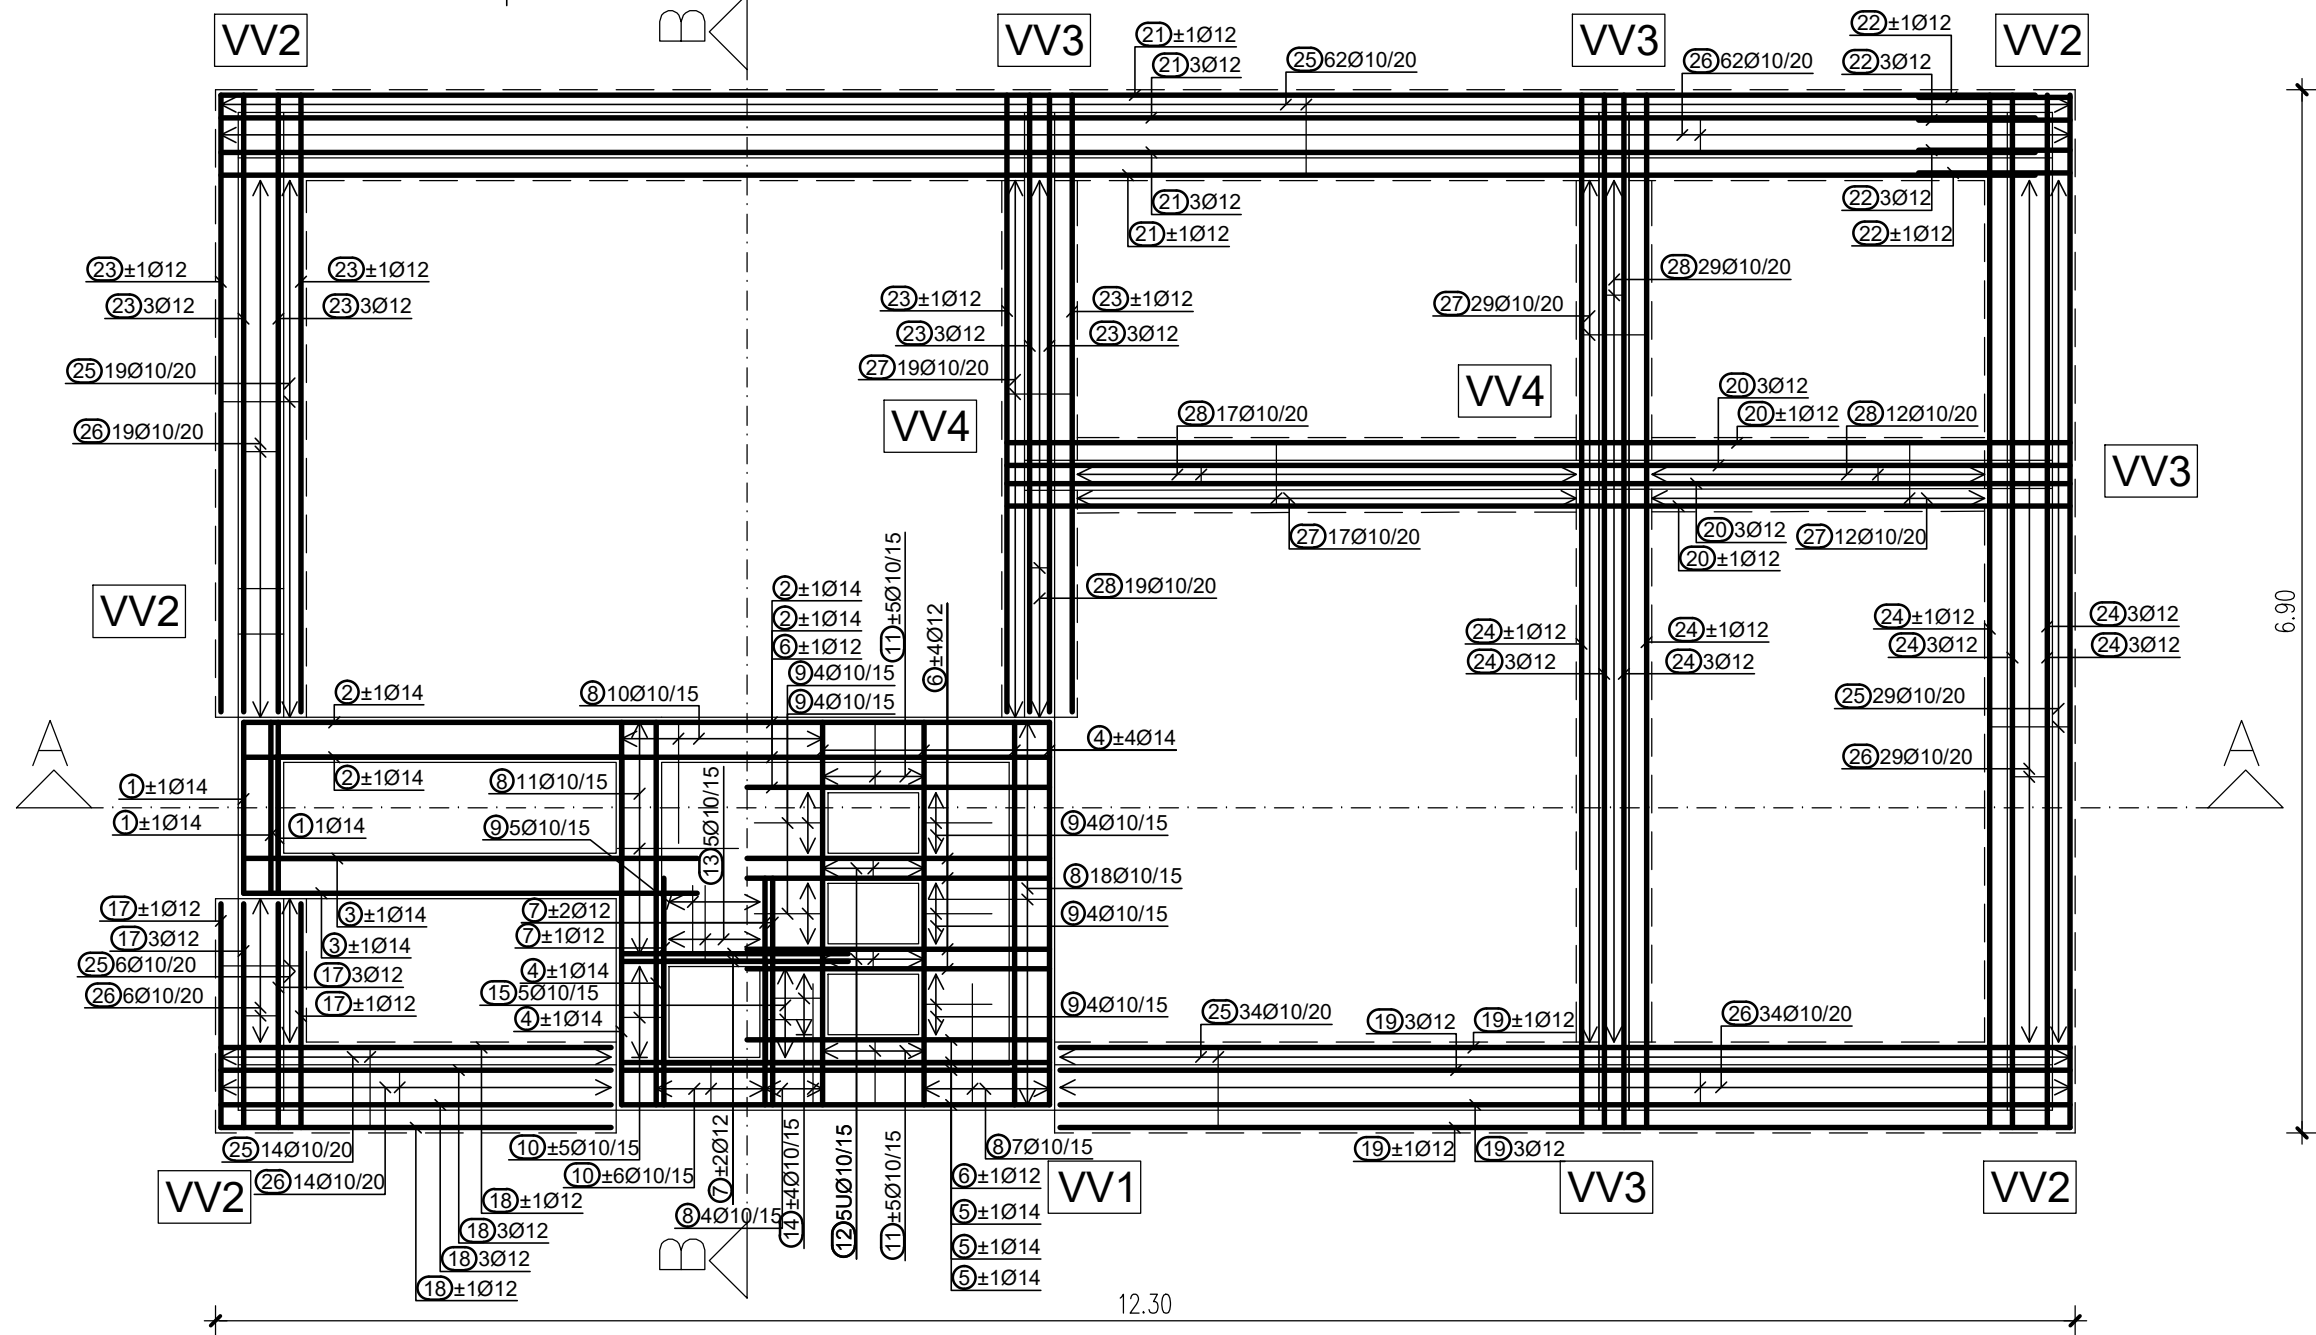 VV2
B
VV3
VV3
VV2
21 ±1Ø12
21 3Ø12
25 62Ø10/20
26 62Ø10/20
22 ±1Ø12
22 3Ø12
21 3Ø12
21 ±1Ø12
22 3Ø12
22 ±1Ø12
23 ±1Ø12
23 3Ø12
23 ±1Ø12
23 3Ø12
23 ±1Ø12
23 3Ø12
23 ±1Ø12
23 3Ø12
28 29Ø10/20
27 29Ø10/20
25 19Ø10/20
26 19Ø10/20
27 19Ø10/20
VV4
VV4
28 17Ø10/20
20 3Ø12
20 ±1Ø12
28 12Ø10/20
VV3
27 17Ø10/20
20 3Ø12
20 ±1Ø12
27 12Ø10/20
28 19Ø10/20
VV2
2 ±1Ø14
2 ±1Ø14
6 ±1Ø12
9 4Ø10/15
9 4Ø10/15
11 ±5Ø10/15
6 ±4Ø12
24 ±1Ø12
24 3Ø12
24 ±1Ø12
24 3Ø12
24 ±1Ø12
24 3Ø12
24 3Ø12
24 3Ø12
6.90
2 ±1Ø14
8 10Ø10/15
25 29Ø10/20
26 29Ø10/20
4 ±4Ø14
A
A
2 ±1Ø14
8 11Ø10/15
1 ±1Ø14
1 ±1Ø14
1 1Ø14
9 5Ø10/15
13 5Ø10/15
9 4Ø10/15
8 18Ø10/15
9 4Ø10/15
17 ±1Ø12
17 3Ø12
25 6Ø10/20
26 6Ø10/20
3 ±1Ø14
3 ±1Ø14
17 3Ø12
17 ±1Ø12
7 ±2Ø12
7 ±1Ø12
4 ±1Ø14
15 5Ø10/15
4 ±1Ø14
9 4Ø10/15
25 34Ø10/20
19 3Ø12
19 ±1Ø12
26 34Ø10/20
25 14Ø10/20
26 14Ø10/20
VV2
10 ±5Ø10/15
10 ±6Ø10/15
7 ±2Ø12
8 4Ø10/15
14 ±4Ø10/15
12 5UØ10/15
11 ±5Ø10/15
8 7Ø10/15
6 ±1Ø12
5 ±1Ø14
5 ±1Ø14
5 ±1Ø14
VV1
19 ±1Ø12
19 3Ø12
VV3
VV2
18 ±1Ø12
18 3Ø12
18 3Ø12
18 ±1Ø12
B
12.30